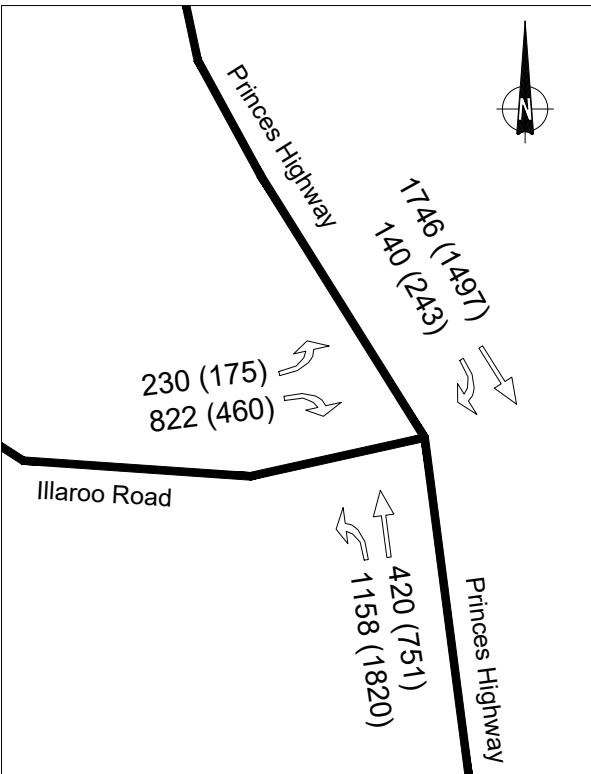 Princes Highway
N
1746 (1497)
140 (243)
230 (175)
822 (460)
Illaroo Road
420 (751)
1158 (1820)
Princes Highway